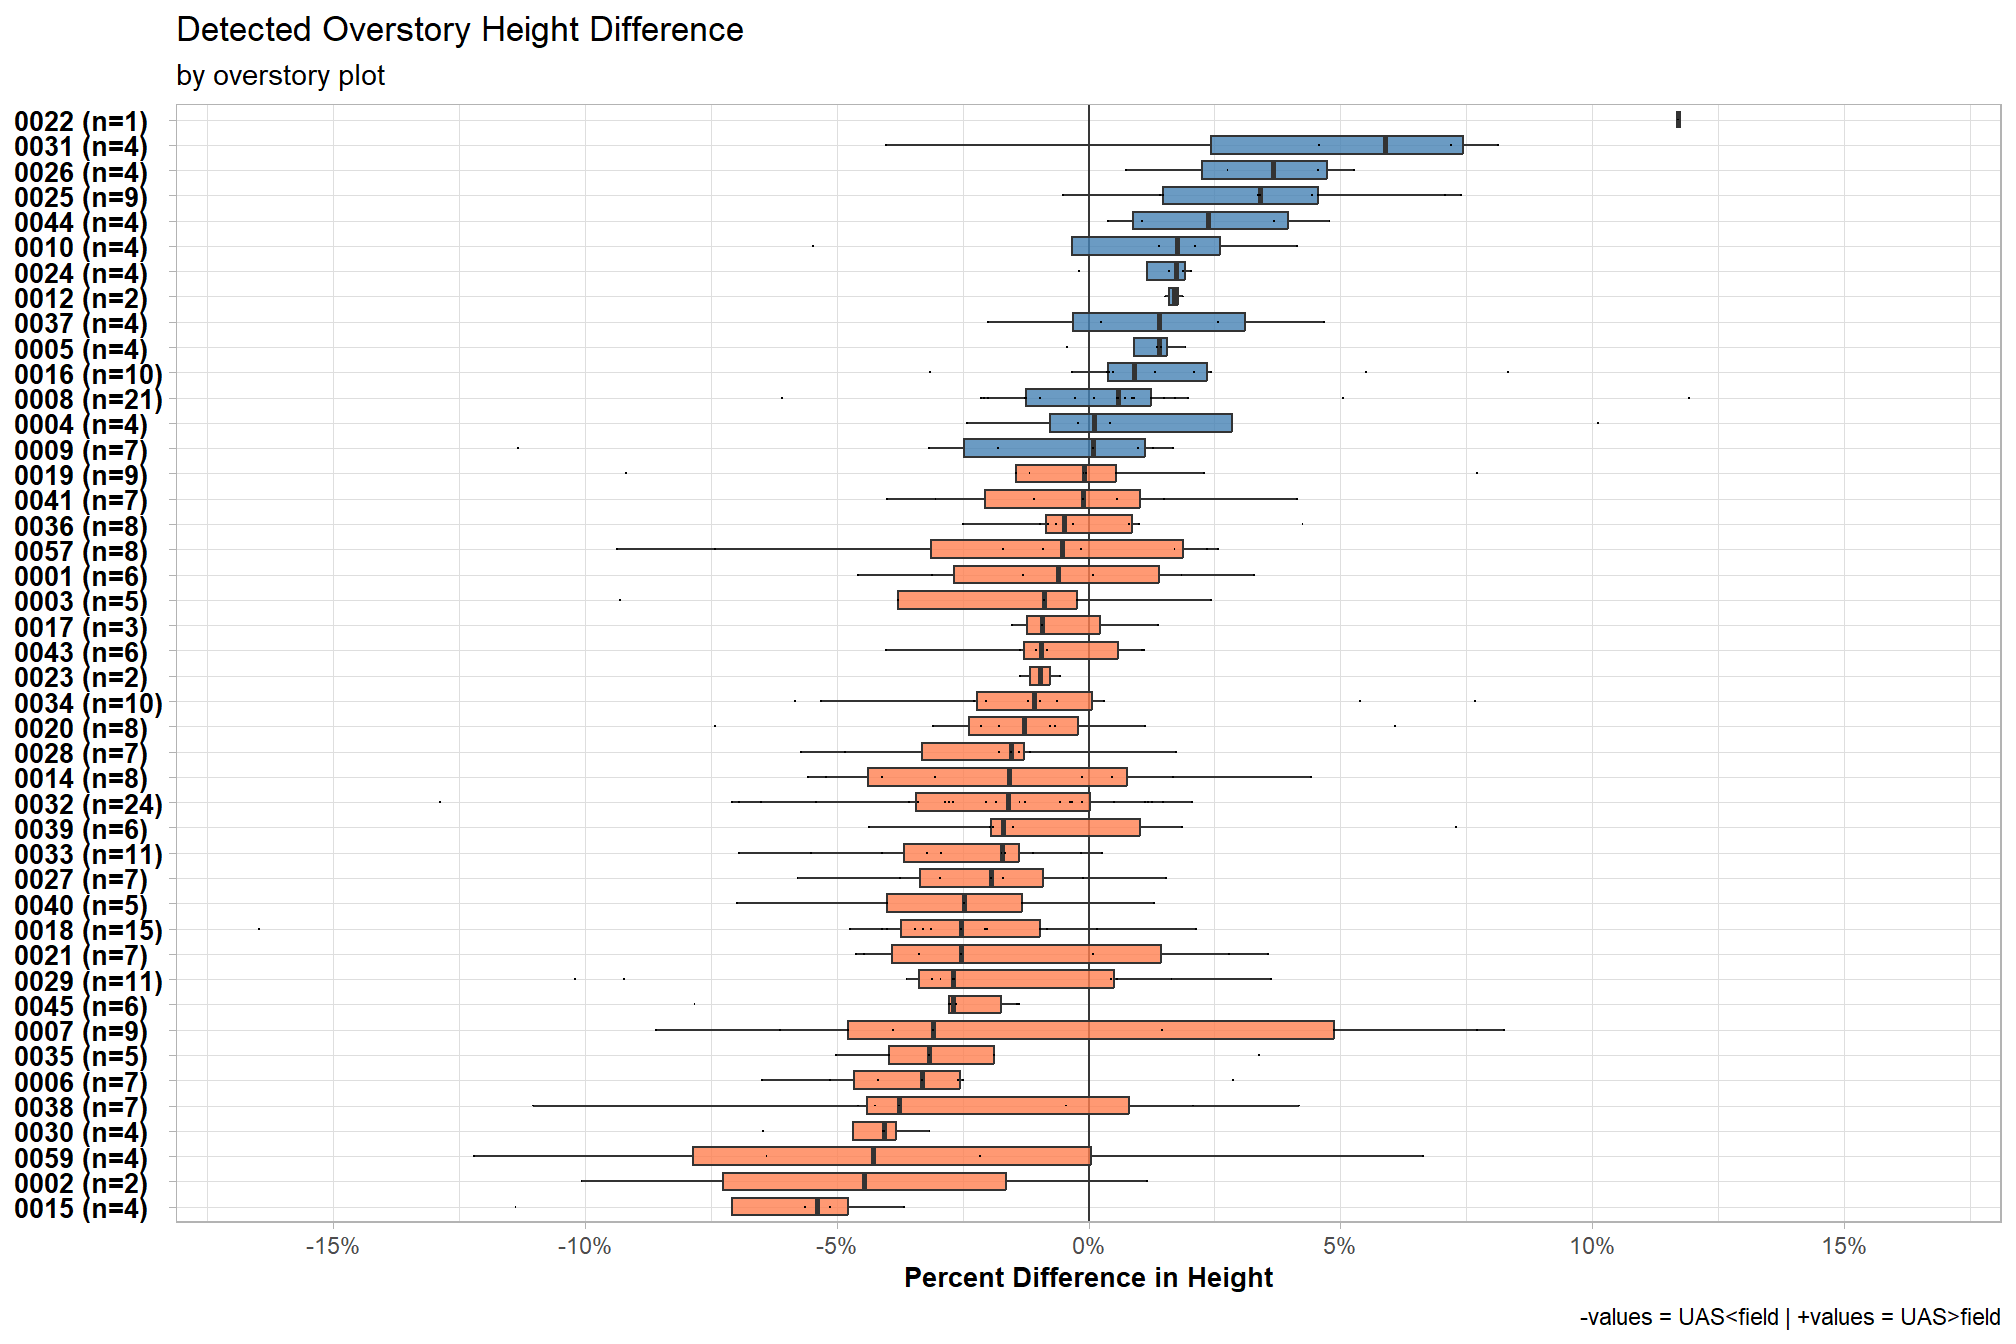 Detected Overstory Height Difference
by overstory plot
0022 (n=1)
0031 (n=4)
0026 (n=4)
0025 (n=9)
0044 (n=4)
0010 (n=4)
0024 (n=4)
0012 (n=2)
0037 (n=4)
0005 (n=4)
0016 (n=10)
0008 (n=21)
0004 (n=4)
0009 (n=7)
0019 (n=9)
0041 (n=7)
0036 (n=8)
0057 (n=8)
0001 (n=6)
0003 (n=5)
0017 (n=3)
0043 (n=6)
0023 (n=2)
0034 (n=10)
0020 (n=8)
0028 (n=7)
0014 (n=8)
0032 (n=24)
0039 (n=6)
0033 (n=11)
0027 (n=7)
0040 (n=5)
0018 (n=15)
0021 (n=7)
0029 (n=11)
0045 (n=6)
0007 (n=9)
0035 (n=5)
0006 (n=7)
0038 (n=7)
0030 (n=4)
0059 (n=4)
0002 (n=2)
0015 (n=4)
-15% -10% -5% 0% 5% 10% 15%
Percent Difference in Height
-values = UAS<field | +values = UAS>field